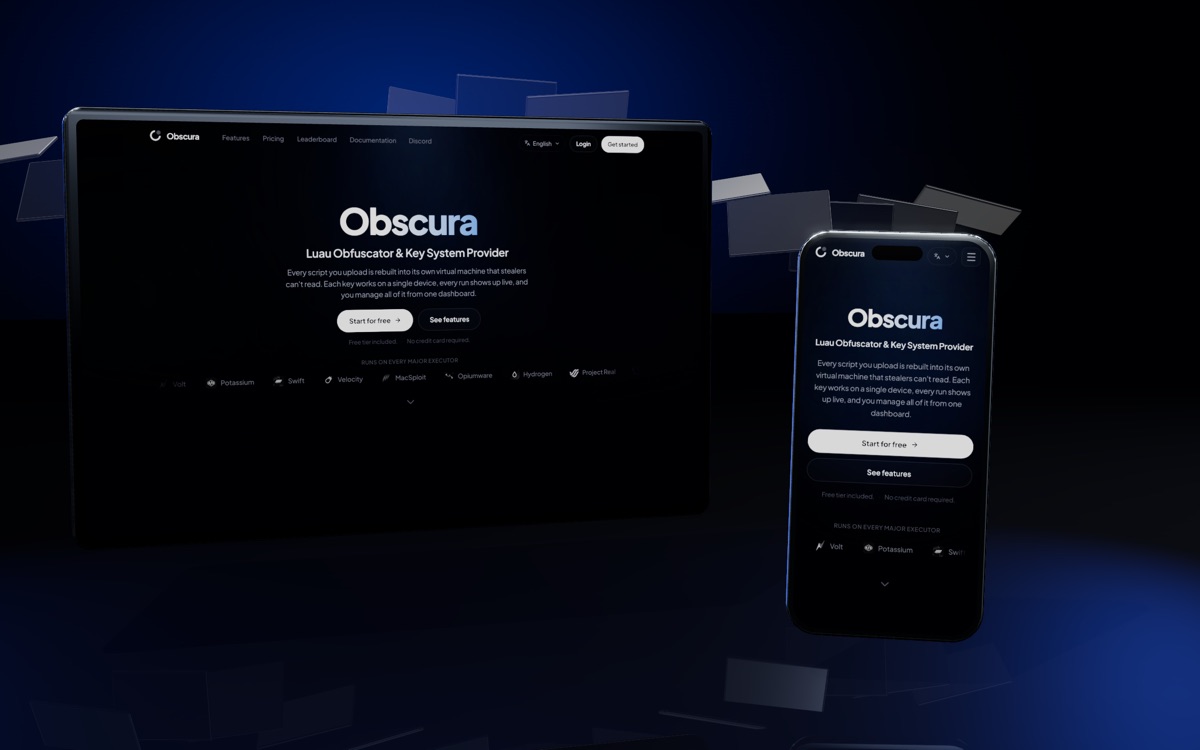 Obscura
Features Pricing Leaderboard Documentation Discord
English Login Get started
Obscura
Luau Obfuscator & Key System Provider
Every script you upload is rebuilt into its own virtual machine that stealers
can't read. Each key works on a single device, every run shows up live, and
you manage all of it from one dashboard.
Start for free → See features
Free tier included. No credit card required.
RUNS ON EVERY MAJOR EXECUTOR
Volt Potassium Swift Velocity MacSploit Opiumware Hydrogen Project Real
Obscura
Obscura
Luau Obfuscator & Key System Provider
Every script you upload is rebuilt into its own
virtual machine that stealers can't read. Each
key works on a single device, every run shows
up live, and you manage all of it from one
dashboard.
Start for free →
See features
Free tier included. No credit card required.
RUNS ON EVERY MAJOR EXECUTOR
Volt Potassium Swift